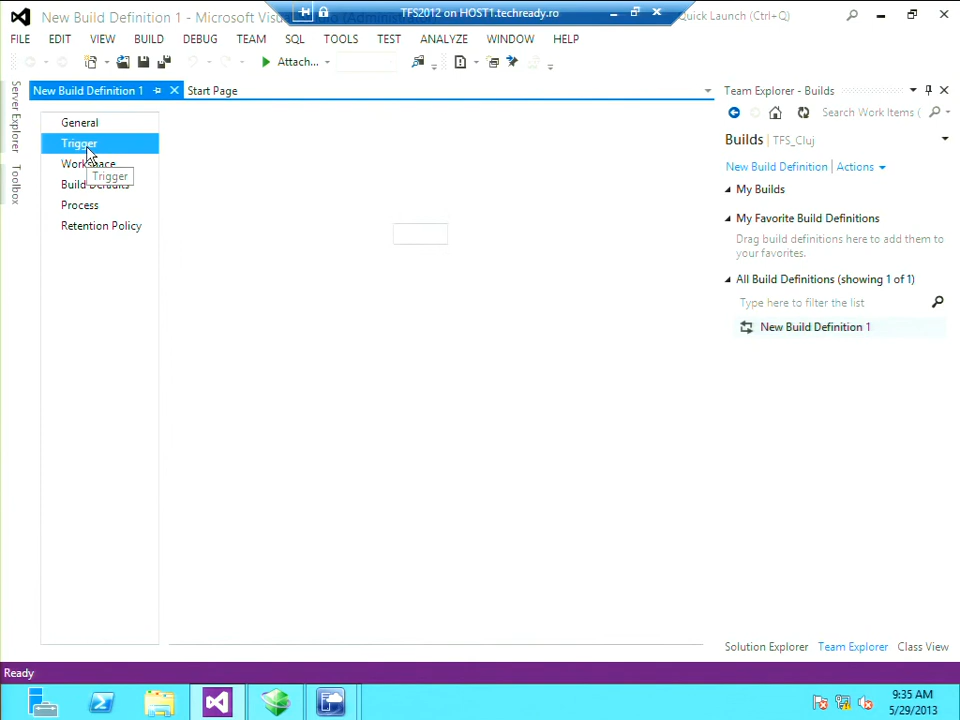 New Build Definition 1 - Microsoft Visual
TFS2012 on HOST1.techready.ro
Quick Launch (Ctrl+Q)
FILE EDIT VIEW BUILD DEBUG TEAM SQL TOOLS TEST ANALYZE WINDOW HELP
Attach...
Server Explorer
Toolbox
New Build Definition 1
Start Page
General
Trigger
Workspace
Trigger
Build Defaults
Process
Retention Policy
Team Explorer - Builds
Search Work Items (
Builds TFS_Cluj
New Build Definition Actions
My Builds
My Favorite Build Definitions
Drag build definitions here to add them to
your favorites.
All Build Definitions (showing 1 of 1)
Type here to filter the list
New Build Definition 1
Solution Explorer Team Explorer Class View
Ready
9:35 AM
5/29/2013